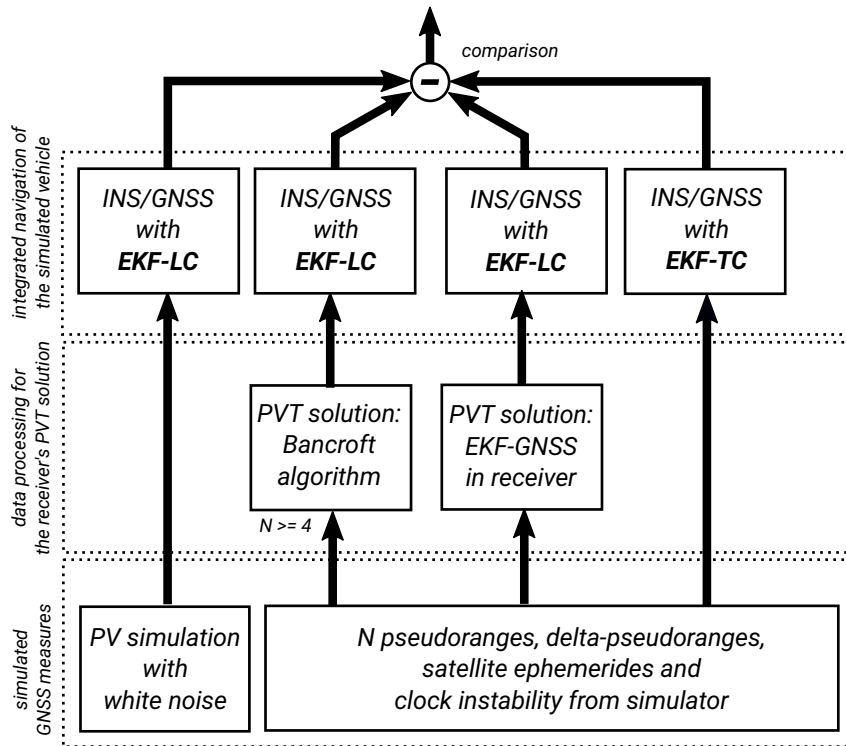 comparison
−
integrated navigation of
the simulated vehicle
INS/GNSS
with
EKF-LC
INS/GNSS
with
EKF-LC
INS/GNSS
with
EKF-LC
INS/GNSS
with
EKF-TC
data processing for
the receiver's PVT solution
PVT solution:
Bancroft
algorithm
PVT solution:
EKF-GNSS
in receiver
N >= 4
simulated
GNSS measures
PV simulation
with
white noise
N pseudoranges, delta-pseudoranges,
satellite ephemerides and
clock instability from simulator